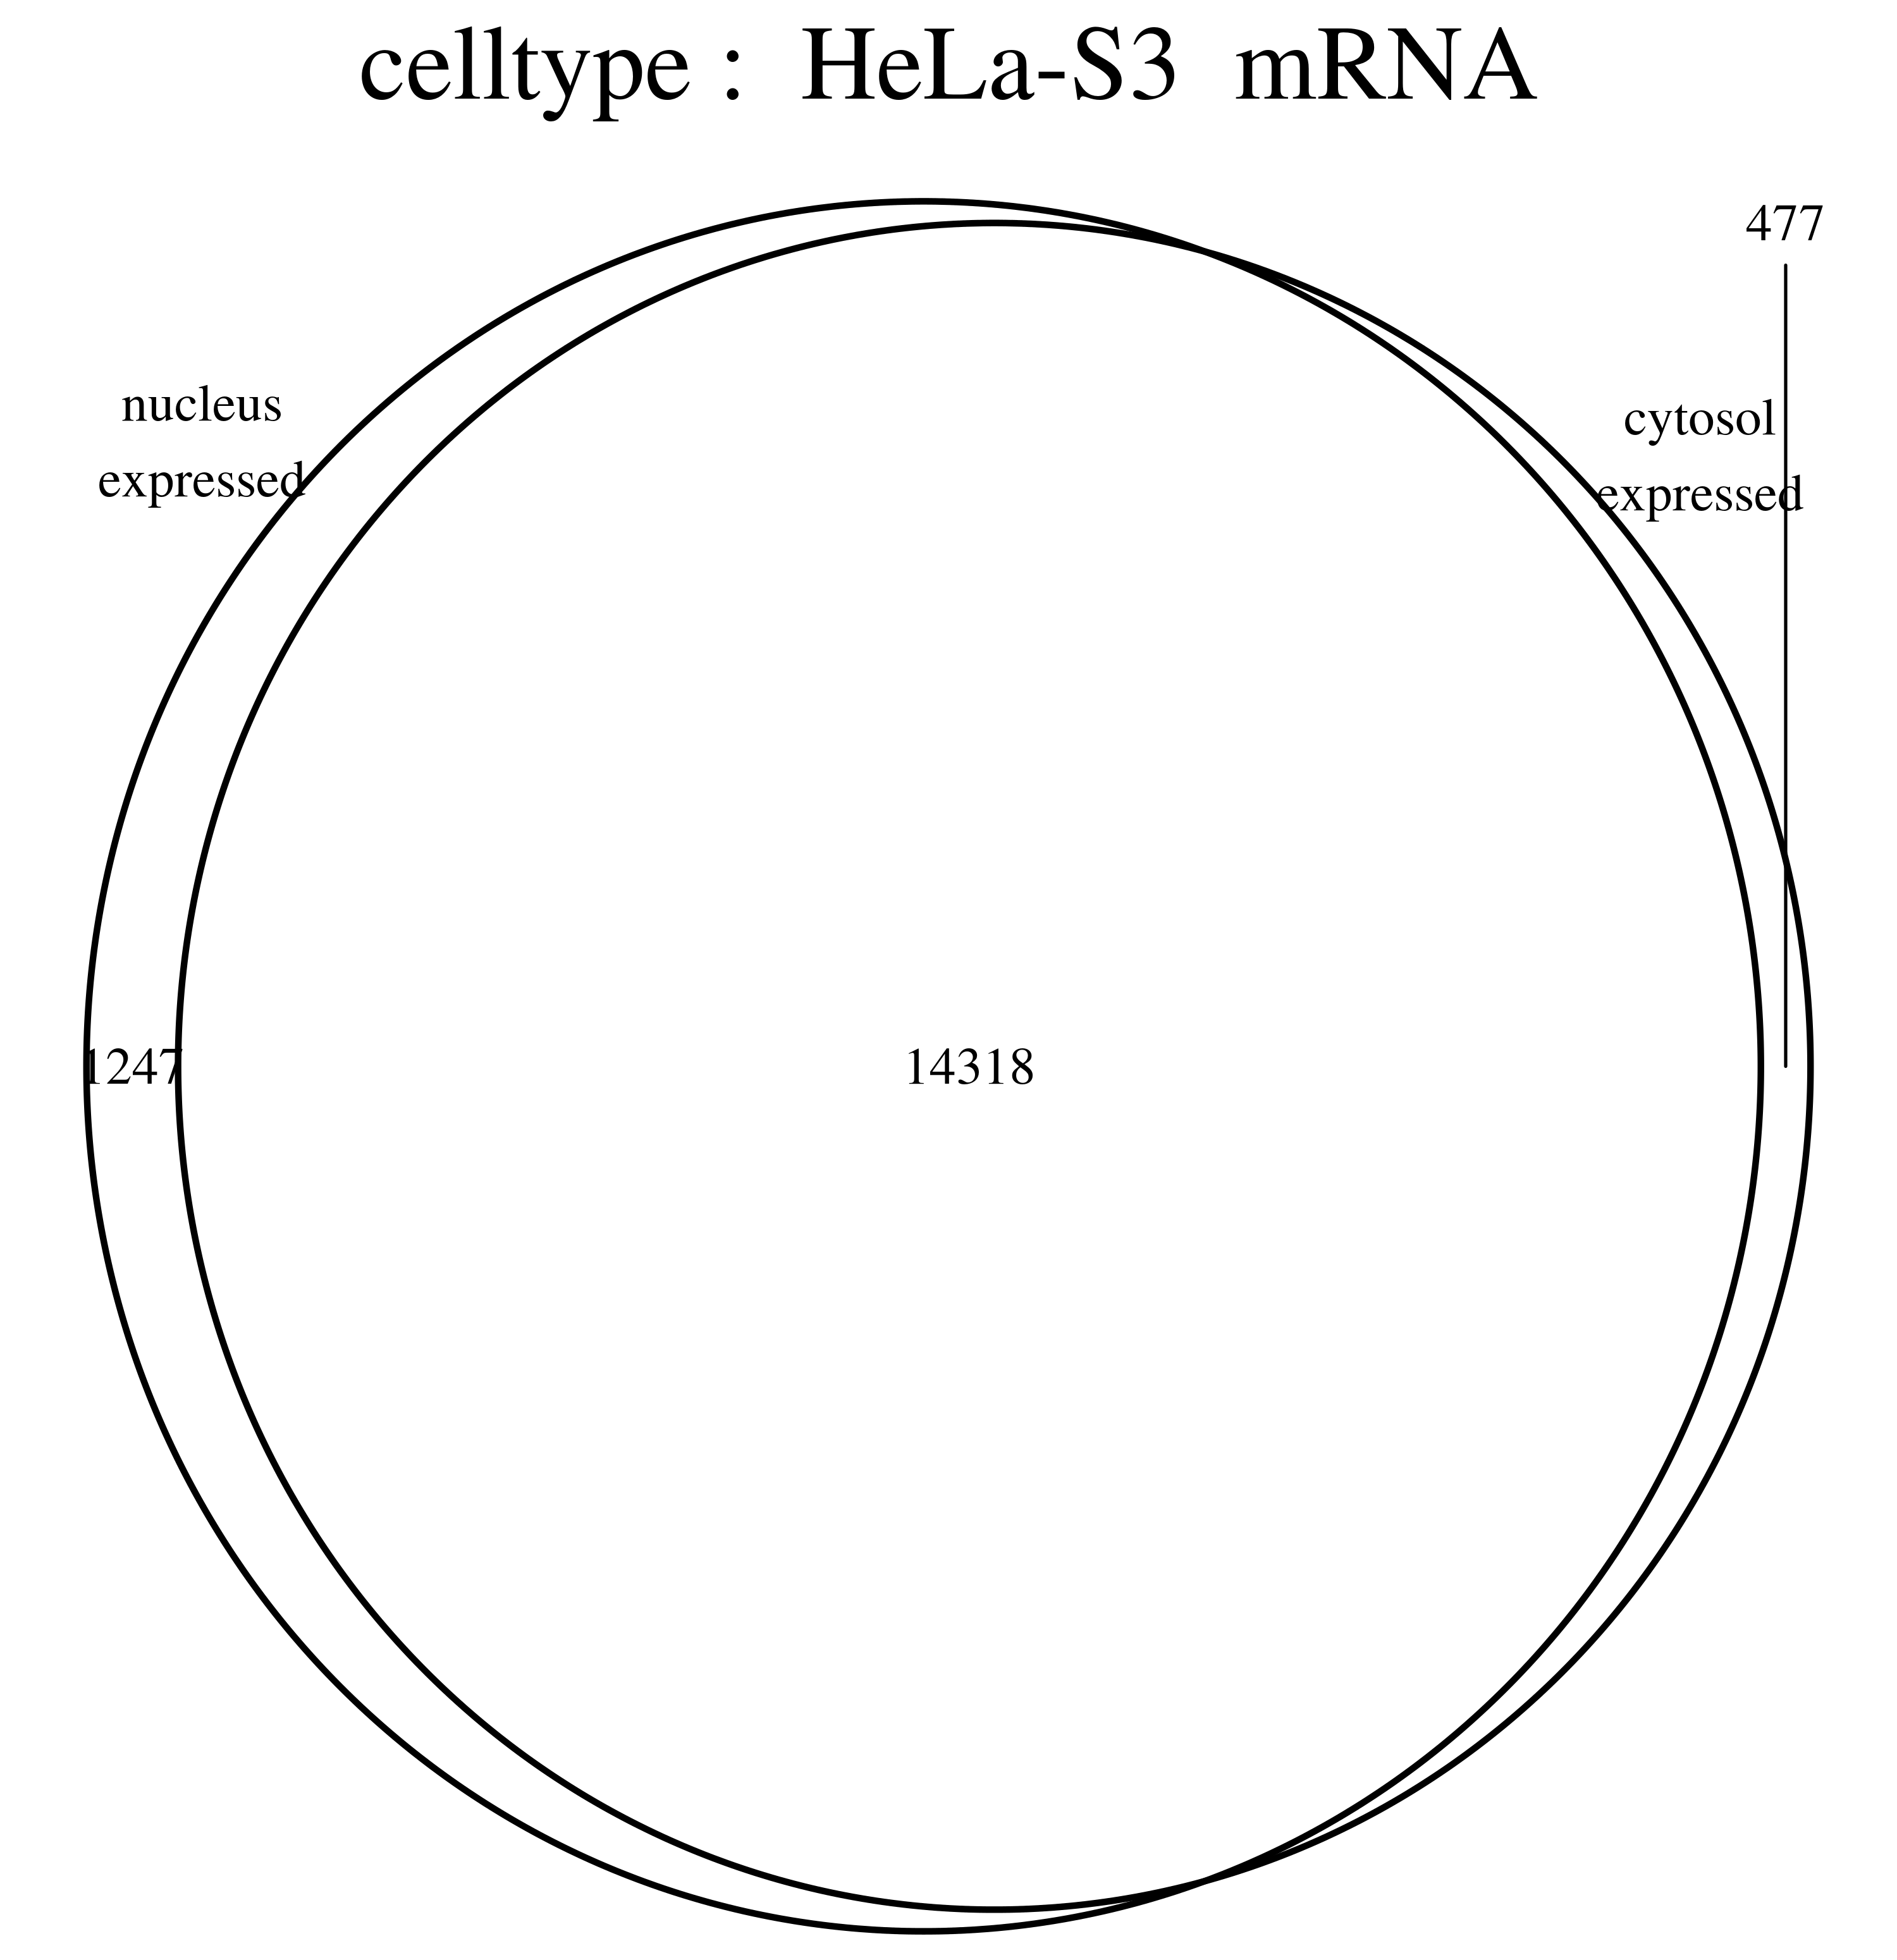 celltype :  HeLa-S3  mRNA
477
nucleus
expressed
cytosol
expressed
1247
14318